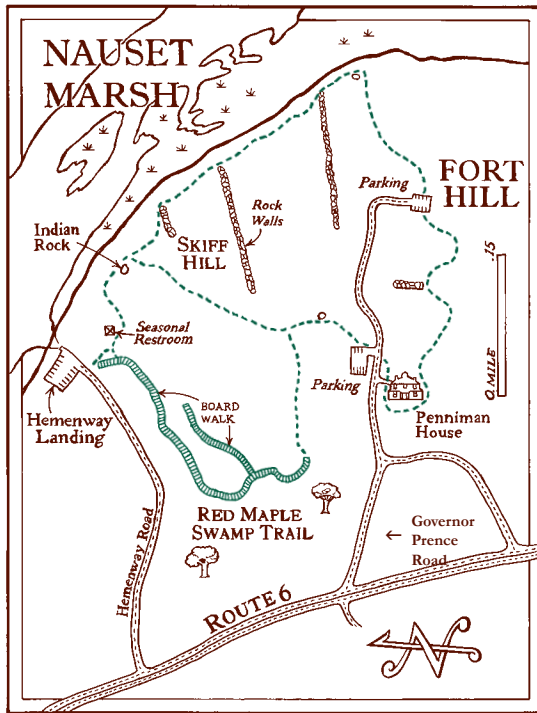 NAUSET
MARSH
FORT
HILL
Parking
Rock
Walls
SKIFF
HILL
Indian
Rock
.15
0 MILE
Seasonal
Restroom
Parking
Hemenway
Landing
BOARD
WALK
Penniman
House
RED MAPLE
SWAMP TRAIL
← Governor
Prence
Road
Hemenway Road
ROUTE 6
N